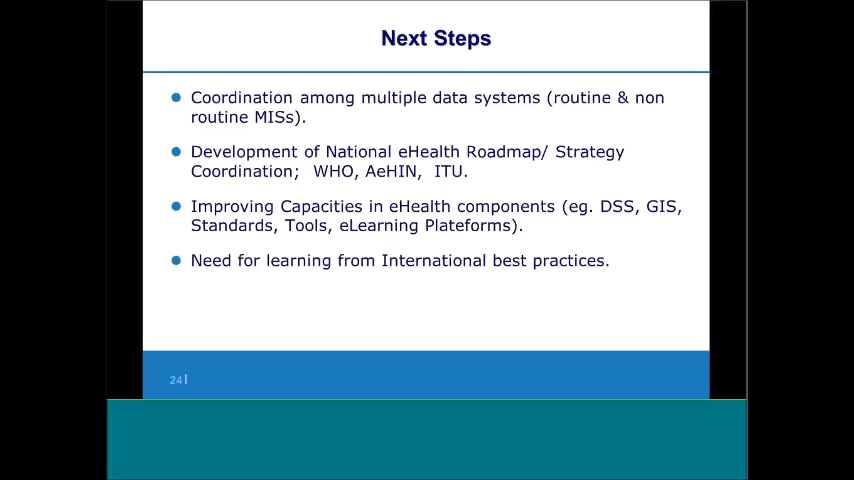 Next Steps
Coordination among multiple data systems (routine & non
routine MISs).
Development of National eHealth Roadmap/ Strategy
Coordination;  WHO, AeHIN,  ITU.
Improving Capacities in eHealth components (eg. DSS, GIS,
Standards, Tools, eLearning Plateforms).
Need for learning from International best practices.
24|